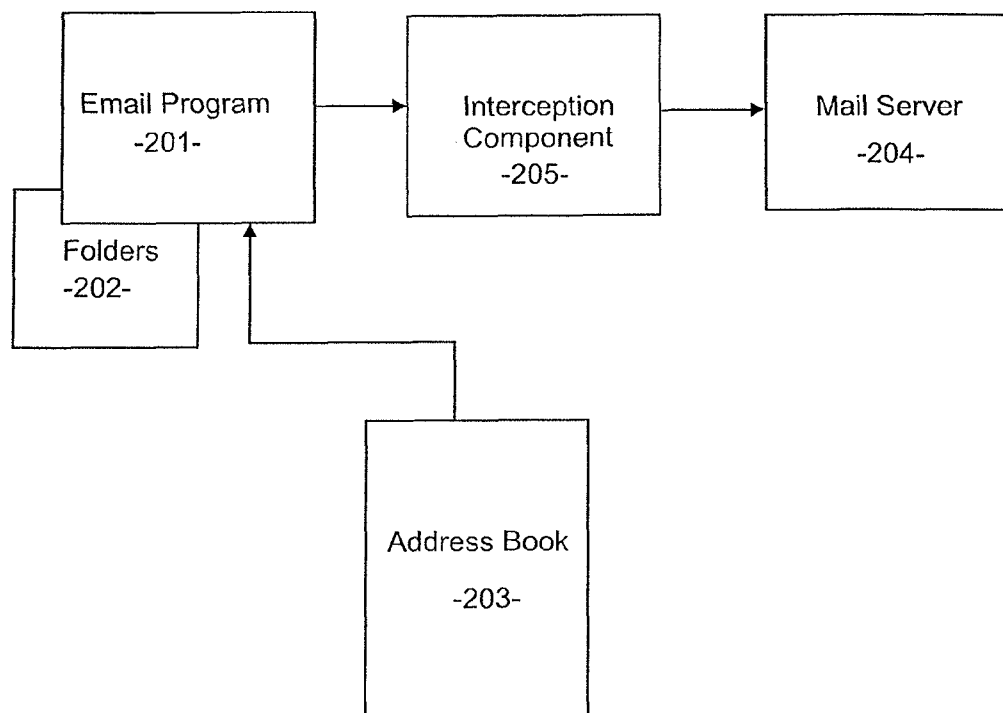 Email Program
-201-
Interception
Component
-205-
Mail Server
-204-
Folders
-202-
Address Book
-203-